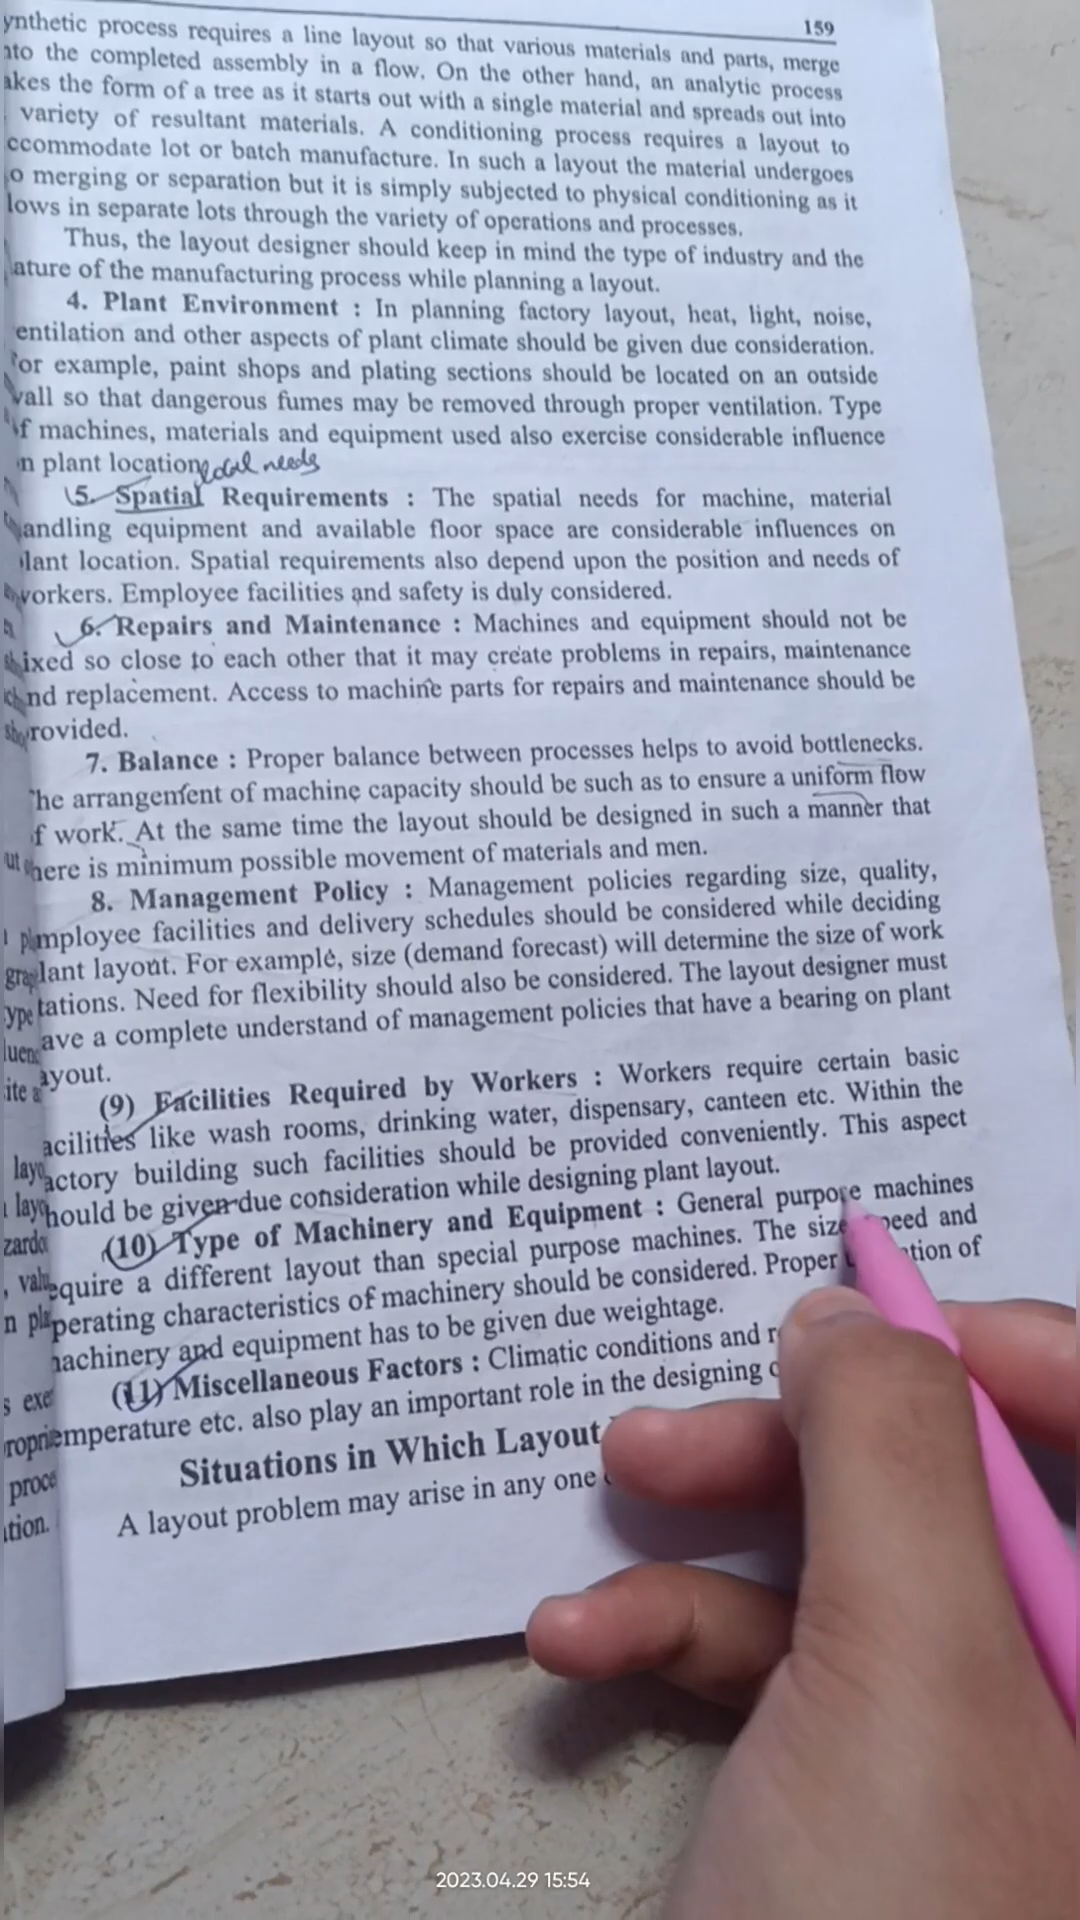 159
ynthetic process requires a line layout so that various materials and parts, merge
to the completed assembly in a flow. On the other hand, an analytic process
akes the form of a tree as it starts out with a single material and spreads out into
variety of resultant materials. A conditioning process requires a layout to
ccommodate lot or batch manufacture. In such a layout the material undergoes
o merging or separation but it is simply subjected to physical conditioning as it
lows in separate lots through the variety of operations and processes.
Thus, the layout designer should keep in mind the type of industry and the
ature of the manufacturing process while planning a layout.
4. Plant Environment : In planning factory layout, heat, light, noise,
entilation and other aspects of plant climate should be given due consideration.
or example, paint shops and plating sections should be located on an outside
wall so that dangerous fumes may be removed through proper ventilation. Type
f machines, materials and equipment used also exercise considerable influence
n plant location needs
5. Spatial Requirements : The spatial needs for machine, material
andling equipment and available floor space are considerable influences on
lant location. Spatial requirements also depend upon the position and needs of
workers. Employee facilities and safety is duly considered.
6. Repairs and Maintenance : Machines and equipment should not be
ixed so close to each other that it may create problems in repairs, maintenance
nd replacement. Access to machine parts for repairs and maintenance should be
rovided.
7. Balance : Proper balance between processes helps to avoid bottlenecks.
he arrangement of machine capacity should be such as to ensure a uniform flow
f work. At the same time the layout should be designed in such a manner that
here is minimum possible movement of materials and men.
8. Management Policy : Management policies regarding size, quality,
mployee facilities and delivery schedules should be considered while deciding
lant layout. For example, size (demand forecast) will determine the size of work
tations. Need for flexibility should also be considered. The layout designer must
ave a complete understand of management policies that have a bearing on plant
ayout.
(9) Facilities Required by Workers : Workers require certain basic
acilities like wash rooms, drinking water, dispensary, canteen etc. Within the
actory building such facilities should be provided conveniently. This aspect
hould be given due consideration while designing plant layout.
(10) Type of Machinery and Equipment : General purpose machines
equire a different layout than special purpose machines. The size speed and
perating characteristics of machinery should be considered. Proper tion of
achinery and equipment has to be given due weightage.
(11) Miscellaneous Factors : Climatic conditions and
emperature etc. also play an important role in the designing
Situations in Which Layout
A layout problem may arise in any one
2023.04.29 15:54